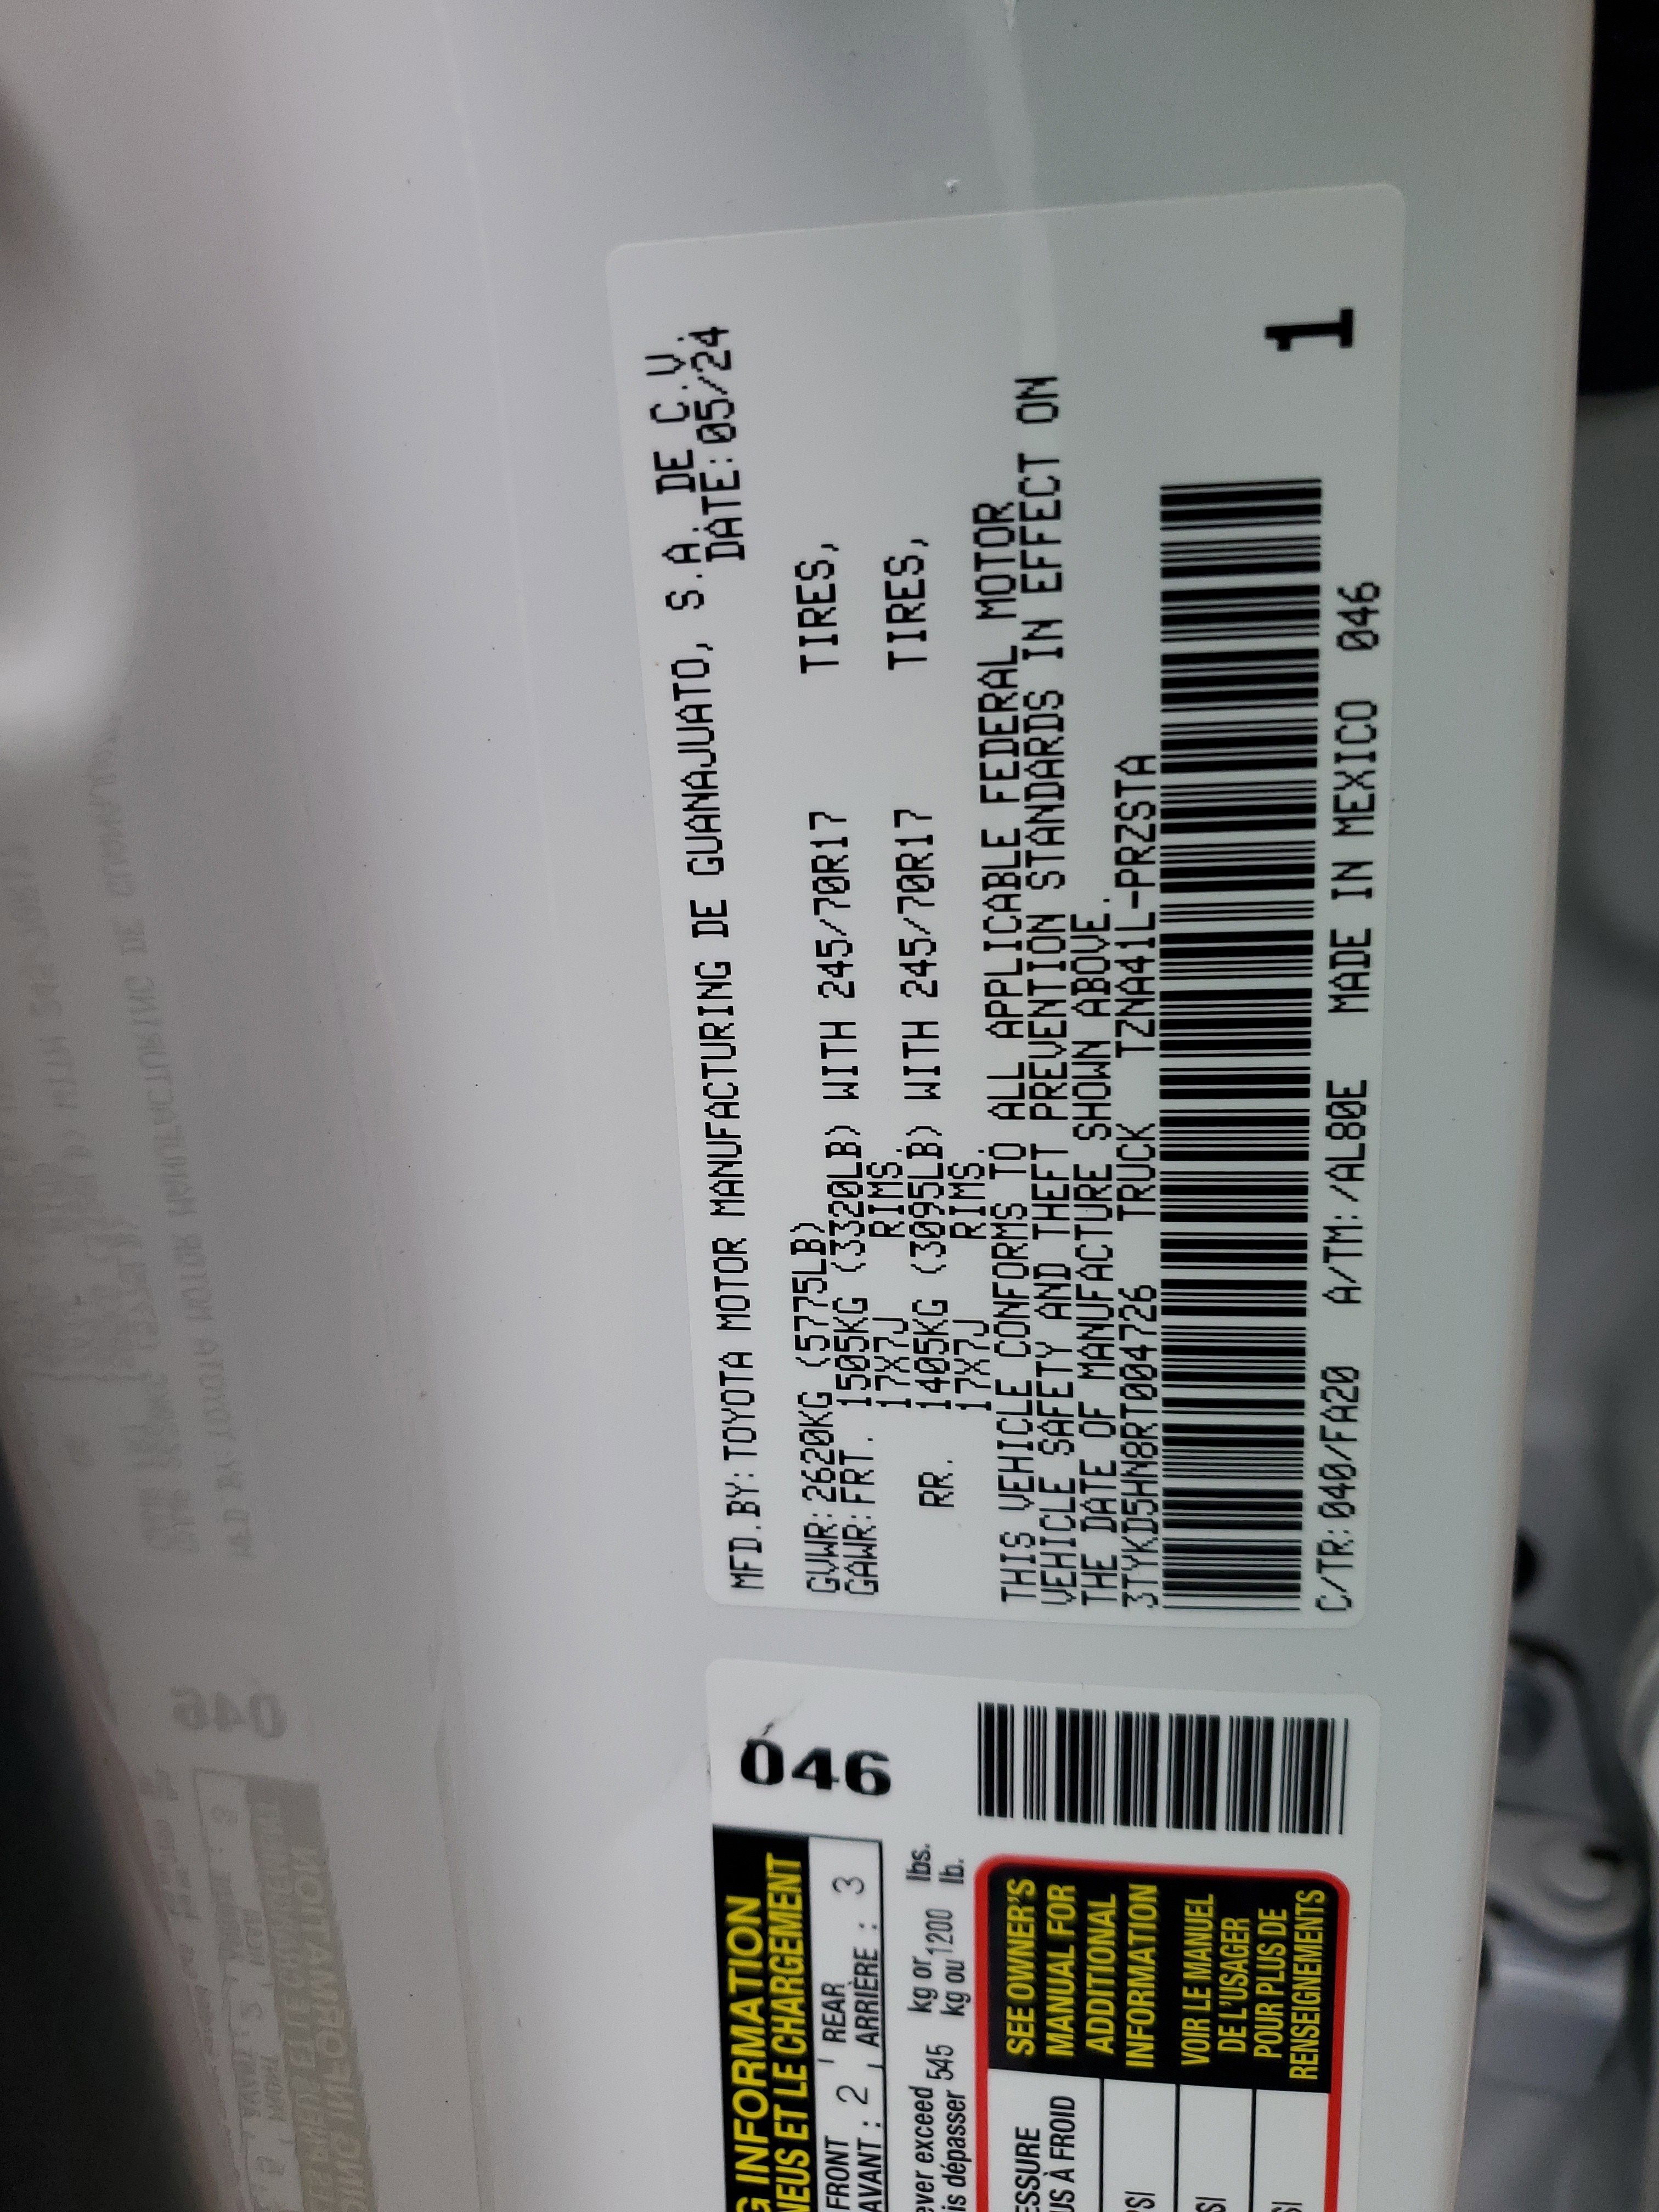 MFD.BY:TOYOTA MOTOR MANUFACTURING DE GUANAJUATO, S.A. DE C.V.
DATE:05/24
GVWR:2620KG (5775LB)
GAWR:FRT. 1505KG (3320LB) WITH 245/70R17 TIRES,
17X7J RIMS.
RR. 1405KG (3095LB) WITH 245/70R17 TIRES,
17X7J RIMS.
THIS VEHICLE CONFORMS TO ALL APPLICABLE FEDERAL MOTOR
VEHICLE SAFETY AND THEFT PREVENTION STANDARDS IN EFFECT ON
THE DATE OF MANUFACTURE SHOWN ABOVE.
3TYKD5HN8RT004726 TRUCK TZNA41L-PRZSTA
1
C/TR:040/FA20 A/TM:/AL80E MADE IN MEXICO 046
046
G INFORMATION
NEUS ET LE CHARGEMENT
FRONT 2 , REAR 3
AVANT : , ARRIÈRE :
ever exceed 545 kg or 1200 lbs.
is dépasser kg ou lb.
ESSURE
US À FROID
SEE OWNER'S
MANUAL FOR
ADDITIONAL
INFORMATION
VOIR LE MANUEL
DE L'USAGER
POUR PLUS DE
RENSEIGNEMENTS
SI
SI
SI